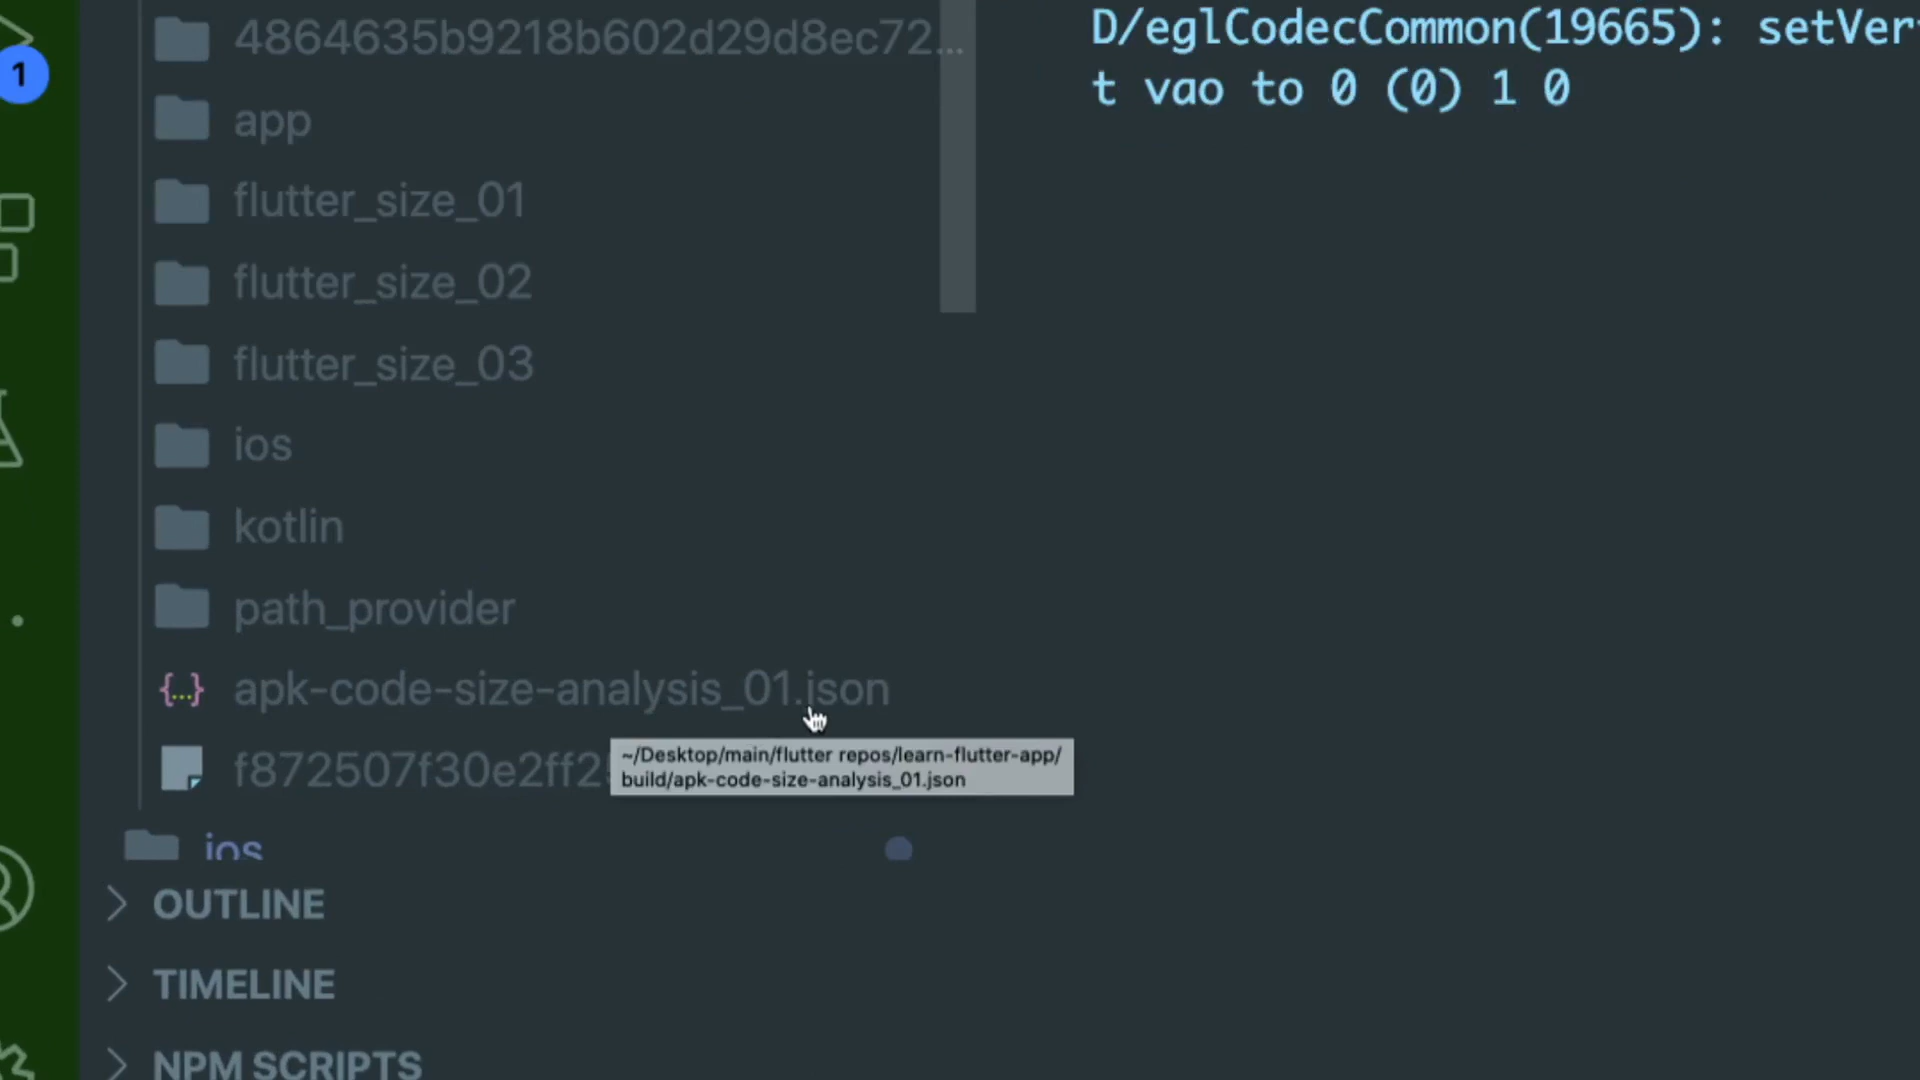 4864635b9218b602d29d8ec72...
app
flutter_size_01
flutter_size_02
flutter_size_03
ios
kotlin
path_provider
{...} apk-code-size-analysis_01.json
f872507f30e2ff2
~/Desktop/main/flutter repos/learn-flutter-app/
build/apk-code-size-analysis_01.json
ios
OUTLINE
TIMELINE
NPM SCRIPTS
1
D/eglCodecCommon(19665): setVer
t vao to 0 (0) 1 0